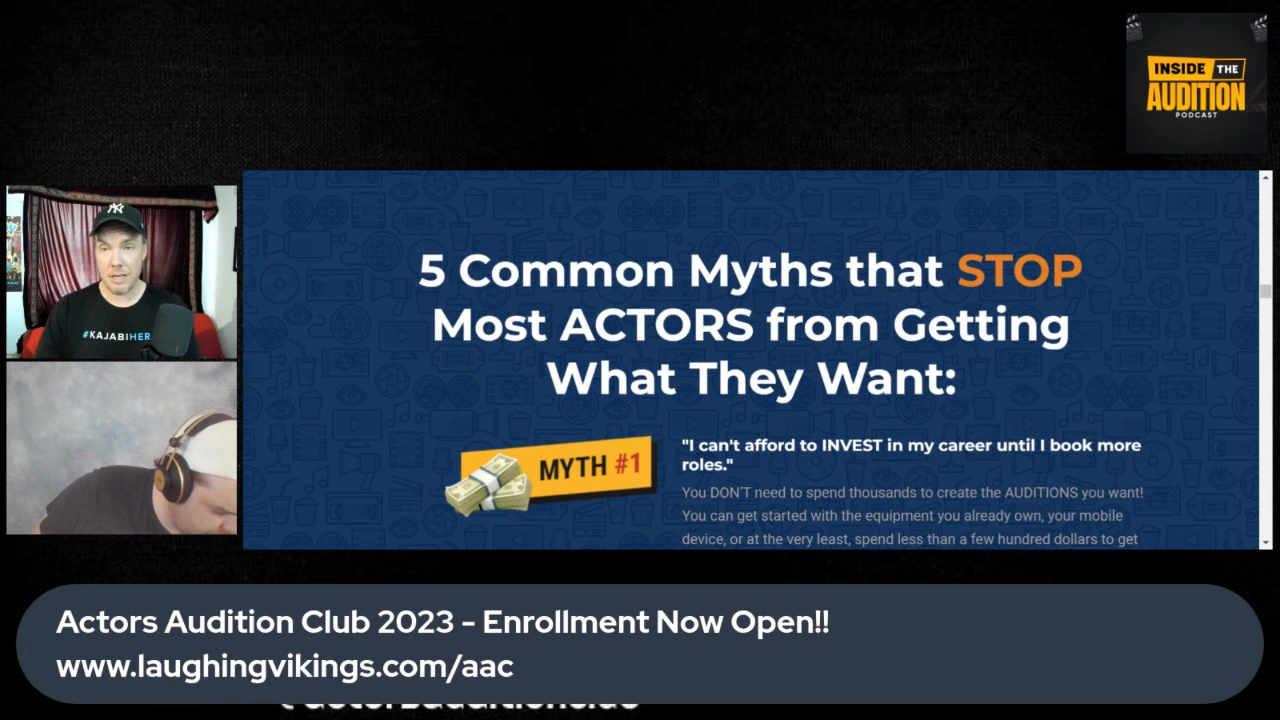 INSIDE THE
AUDITION
PODCAST
#KAJABIHER
5 Common Myths that STOP
Most ACTORS from Getting
What They Want:
MYTH #1
"I can't afford to INVEST in my career until I book more
roles."
You DON'T need to spend thousands to create the AUDITIONS you want!
You can get started with the equipment you already own, your mobile
device, or at the very least, spend less than a few hundred dollars to get
Actors Audition Club 2023 - Enrollment Now Open!!
www.laughingvikings.com/aac